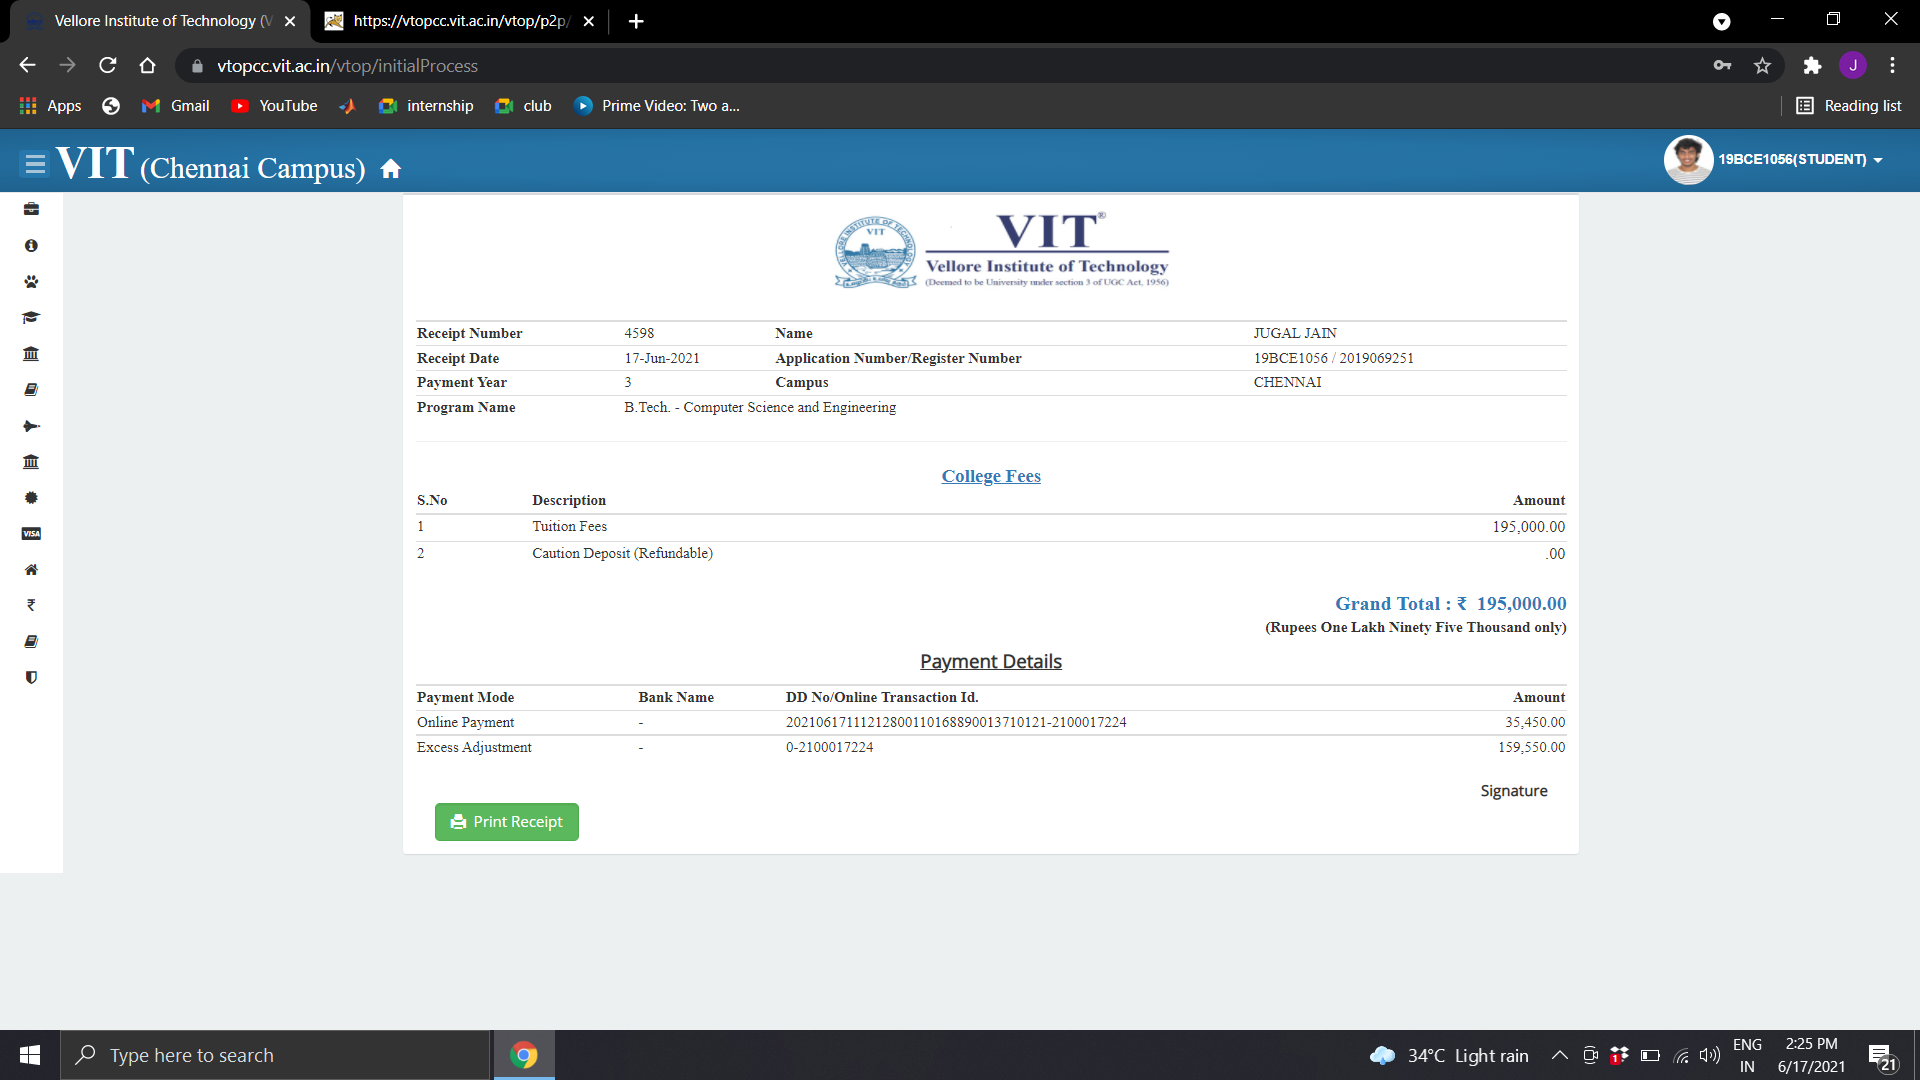 Vellore Institute of Technology (V
https://vtopcc.vit.ac.in/vtop/p2p/
vtopcc.vit.ac.in/vtop/initialProcess
J
Apps Gmail YouTube internship club Prime Video: Two a... Reading list
VIT (Chennai Campus)
19BCE1056(STUDENT)
VELLORE INSTITUTE OF TECHNOLOGY
VIT
VIT®
Vellore Institute of Technology
(Deemed to be University under section 3 of UGC Act, 1956)
Receipt Number 4598 Name JUGAL JAIN
Receipt Date 17-Jun-2021 Application Number/Register Number 19BCE1056 / 2019069251
Payment Year 3 Campus CHENNAI
Program Name B.Tech. - Computer Science and Engineering
College Fees
S.No Description Amount
1 Tuition Fees 195,000.00
2 Caution Deposit (Refundable) .00
Grand Total : ₹ 195,000.00
(Rupees One Lakh Ninety Five Thousand only)
Payment Details
Payment Mode Bank Name DD No/Online Transaction Id. Amount
Online Payment - 20210617111212800110168890013710121-2100017224 35,450.00
Excess Adjustment - 0-2100017224 159,550.00
Signature
Print Receipt
VISA
₹
Type here to search
34°C Light rain
1
ENG
IN
2:25 PM
6/17/2021
21